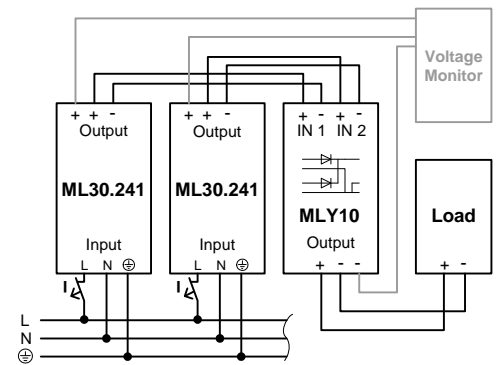 Voltage
Monitor
+ + -
Output
ML30.241
Input
L N ⏚
I
+ + -
Output
ML30.241
Input
L N ⏚
I
+ - + -
IN 1 IN 2
MLY10
Output
+ - -
Load
+ -
L
N
⏚